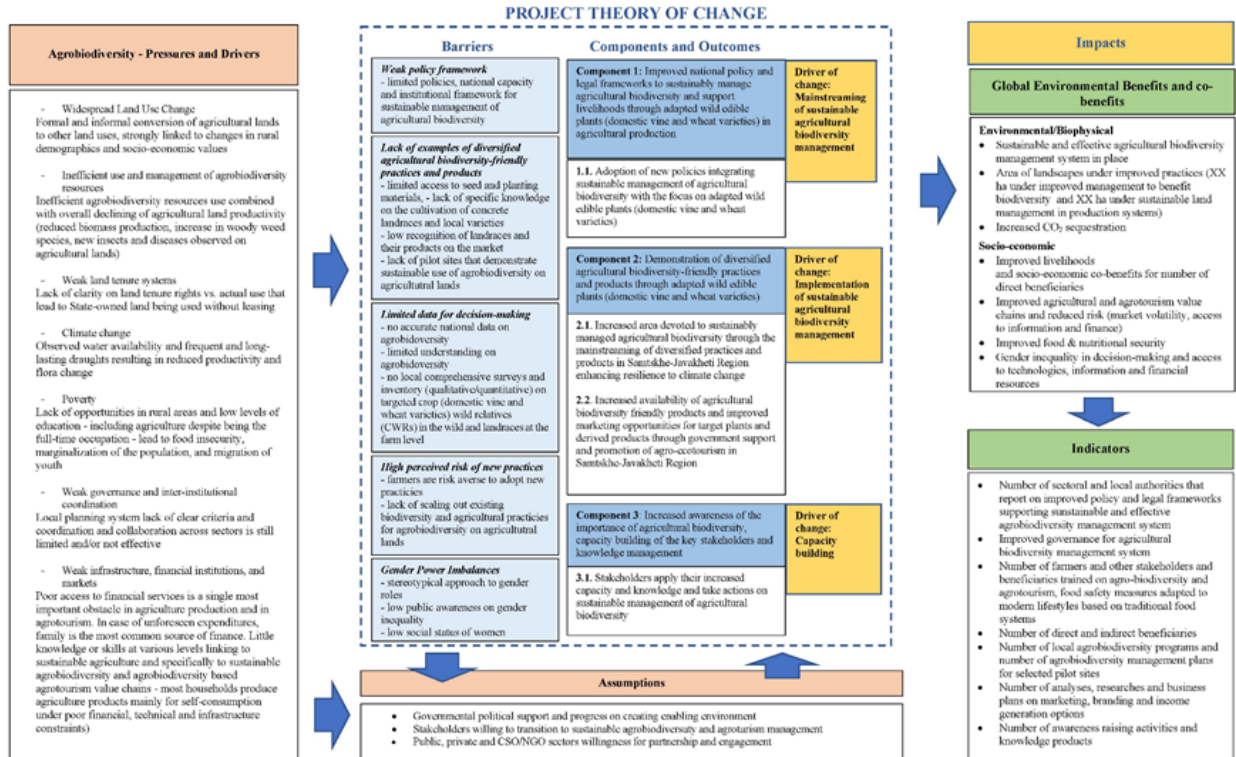 PROJECT THEORY OF CHANGE
Agrobiodiversity - Pressures and Drivers
- Widespread Land Use Change
Formal and informal conversion of agricultural lands
to other land uses, strongly linked to changes in rural
demographics and socio-economic values
- Inefficient use and management of agrobiodiversity
resources
Inefficient agrobiodiversity resources use combined
with overall declining of agricultural land productivity
(reduced biomass production, increase in woody weed
species, new insects and diseases observed on
agricultural lands)
- Weak land tenure systems
Lack of clarity on land tenure rights vs. actual use that
lead to State-owned land being used without leasing
- Climate change
Observed water availability and frequent and long-
lasting draughts resulting in reduced productivity and
flora change
- Poverty
Lack of opportunities in rural areas and low levels of
education - including agriculture despite being the
full-time occupation - lead to food insecurity,
marginalization of the population, and migration of
youth
- Weak governance and inter-institutional
coordination
Local planning system lack of clear criteria and
coordination and collaboration across sectors is still
limited and/or not effective
- Weak infrastructure, financial institutions, and
markets
Poor access to financial services is a single most
important obstacle in agriculture production and in
agrotourism. In case of unforeseen expenditures,
family is the most common source of finance. Little
knowledge or skills at various levels linking to
sustainable agriculture and specifically to sustainable
agrobiodiversity and agrobiodiversity based
agrotourism value chains - most households produce
agriculture products mainly for self-consumption
under poor financial, technical and infrastructure
constraints)
Barriers
Weak policy framework
- limited policies, national capacity
and institutional framework for
sustainable management of
agricultural biodiversity
Lack of examples of diversified
agricultural biodiversity-friendly
practices and products
- limited access to seed and planting
materials, - lack of specific knowledge
on the cultivation of concrete
landraces and local varieties
- low recognition of landraces and
their products on the market
- lack of pilot sites that demonstrate
sustainable use of agrobiodiversity on
agricultutral lands
Limited data for decision-making
- no accurate national data on
agrobidoversity
- limited understanding on
agrobidoversity
- no local comprehensive surveys and
inventory (qualitative/quantitative) on
targeted crop (domestic vine and
wheat varieties) wild relatives
(CWRs) in the wild and landraces at the
farm level
High perceived risk of new practices
- farmers are risk averse to adopt new
practicies
- lack of scaling out existing
biodiversity and agricultural practicies
for agrobiodiversity on agricultutral
lands
Gender Power Imbalances
- stereotypical approach to gender
roles
- low public awareness on gender
inequality
- low social status of women
Components and Outcomes
Component 1: Improved national policy and
legal frameworks to sustainably manage
agricultural biodiversity and support
livelihoods through adapted wild edible
plants (domestic vine and wheat varieties) in
agricultural production
Driver of
change:
Mainstreaming
of sustainable
agricultural
biodiversity
management
1.1. Adoption of new policies integrating
sustainable management of agricultural
biodiversity with the focus on adapted wild
edible plants (domestic vine and wheat
varieties)
Component 2: Demonstration of diversified
agricultural biodiversity-friendly practices
and products through adapted wild edible
plants (domestic vine and wheat varieties)
Driver of
change:
Implementation
of sustainable
agricultural
biodiversity
management
2.1. Increased area devoted to sustainably
managed agricultural biodiversity through the
mainstreaming of diversified practices and
products in Samtskhe-Javakheti Region
enhancing resilience to climate change
2.2. Increased availability of agricultural
biodiversity friendly products and improved
marketing opportunities for target plants and
derived products through government support
and promotion of agro-ecotourism in
Samtskhe-Javakheti Region
Component 3: Increased awareness of the
importance of agricultural biodiversity,
capacity building of the key stakeholders and
knowledge management
Driver of
change:
Capacity
building
3.1. Stakeholders apply their increased
capacity and knowledge and take actions on
sustainable management of agricultural
biodiversity
Assumptions
• Governmental political support and progress on creating enabling environment
• Stakeholders willing to transition to sustainable agrobiodiversuty and agroturism management
• Public, private and CSO/NGO sectors willingness for partnership and engagement
Impacts
Global Environmental Benefits and co-
benefits
Environmental/Biophysical
• Sustainable and effective agricultural biodiversity
management system in place
• Area of landscapes under improved practices (XX
ha under improved management to benefit
biodiversity and XX ha under sustainable land
management in production systems)
• Increased CO₂ sequestration
Socio-economic
• Improved livelihoods
and socio-economic co-benefits for number of
direct beneficiaries
• Improved agricultural and agrotourism value
chains and reduced risk (market volatility, access
to information and finance)
• Improved food & nutritional security
• Gender inequality in decision-making and access
to technologies, information and financial
resources
Indicators
• Number of sectoral and local authorities that
report on improved policy and legal frameworks
supporting sunstainable and effective
agrobiodiversity management system
• Improved governance for agricultural
biodiversity management system
• Number of farmers and other stakeholders and
beneficiaries trained on agro-biodiversity and
agrotourism, food safety measures adapted to
modern lifestyles based on traditional food
systems
• Number of direct and indirect beneficiaries
• Number of local agrobiodiversity programs and
number of agrobiodiversity management plans
for selected pilot sites
• Number of analyses, researches and business
plans on marketing, branding and income
generation options
• Number of awareness raising activities and
knowledge products